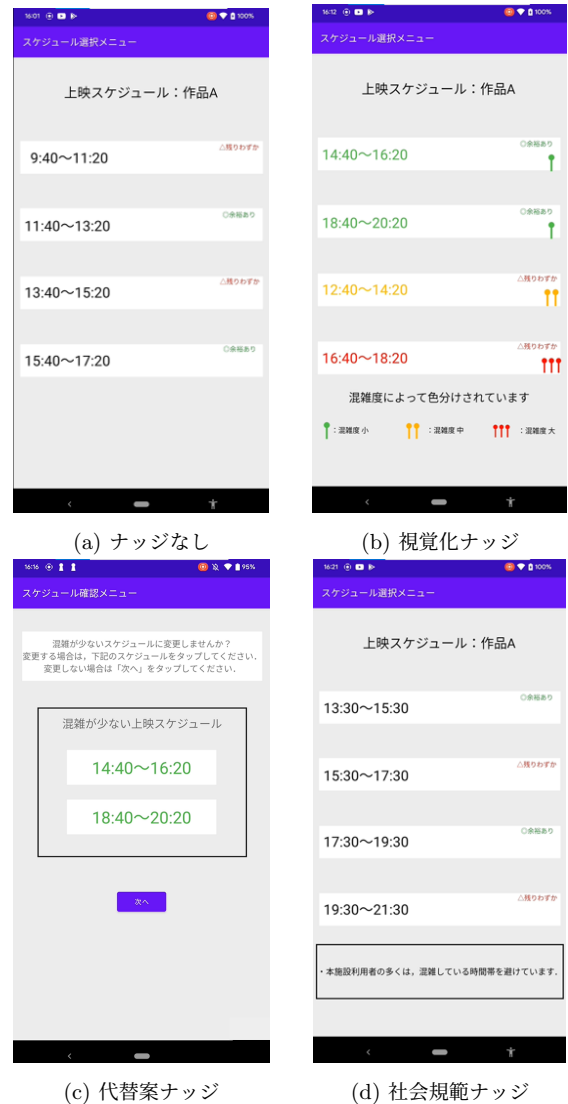 16:01
100%
スケジュール選択メニュー
上映スケジュール：作品A
△残りわずか
9:40〜11:20
〇余裕あり
11:40〜13:20
△残りわずか
13:40〜15:20
〇余裕あり
15:40〜17:20
(a) ナッジなし
16:12
100%
スケジュール選択メニュー
上映スケジュール：作品A
〇余裕あり
14:40〜16:20
〇余裕あり
18:40〜20:20
△残りわずか
12:40〜14:20
△残りわずか
16:40〜18:20
混雑度によって色分けされています
：混雑度 小 ：混雑度 中 ：混雑度 大
(b) 視覚化ナッジ
16:16
95%
スケジュール確認メニュー
混雑が少ないスケジュールに変更しませんか？
変更する場合は，下記のスケジュールをタップしてください．
変更しない場合は「次へ」をタップしてください．
混雑が少ない上映スケジュール
14:40〜16:20
18:40〜20:20
次へ
(c) 代替案ナッジ
16:21
100%
スケジュール選択メニュー
上映スケジュール：作品A
〇余裕あり
13:30〜15:30
△残りわずか
15:30〜17:30
〇余裕あり
17:30〜19:30
△残りわずか
19:30〜21:30
・本施設利用者の多くは，混雑している時間帯を避けています．
(d) 社会規範ナッジ